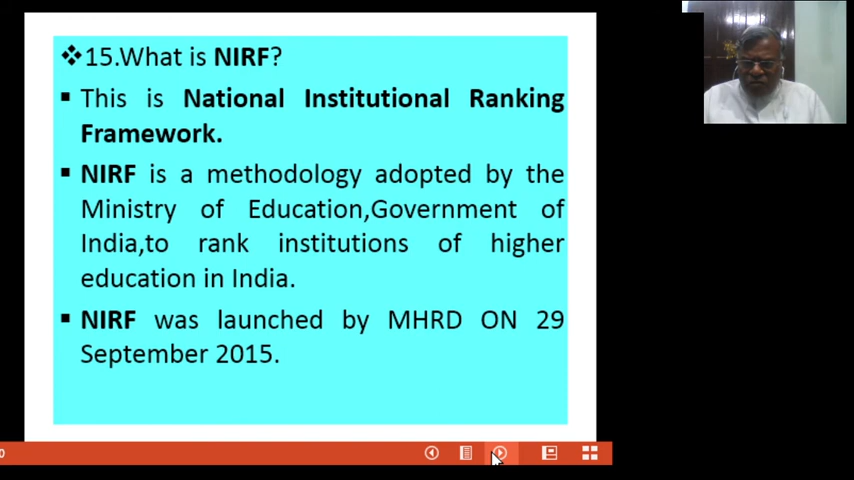 ❖15.What is NIRF?
▪ This is National Institutional Ranking
Framework.
▪ NIRF is a methodology adopted by the
Ministry of Education,Government of
India,to rank institutions of higher
education in India.
▪ NIRF was launched by MHRD ON 29
September 2015.
0